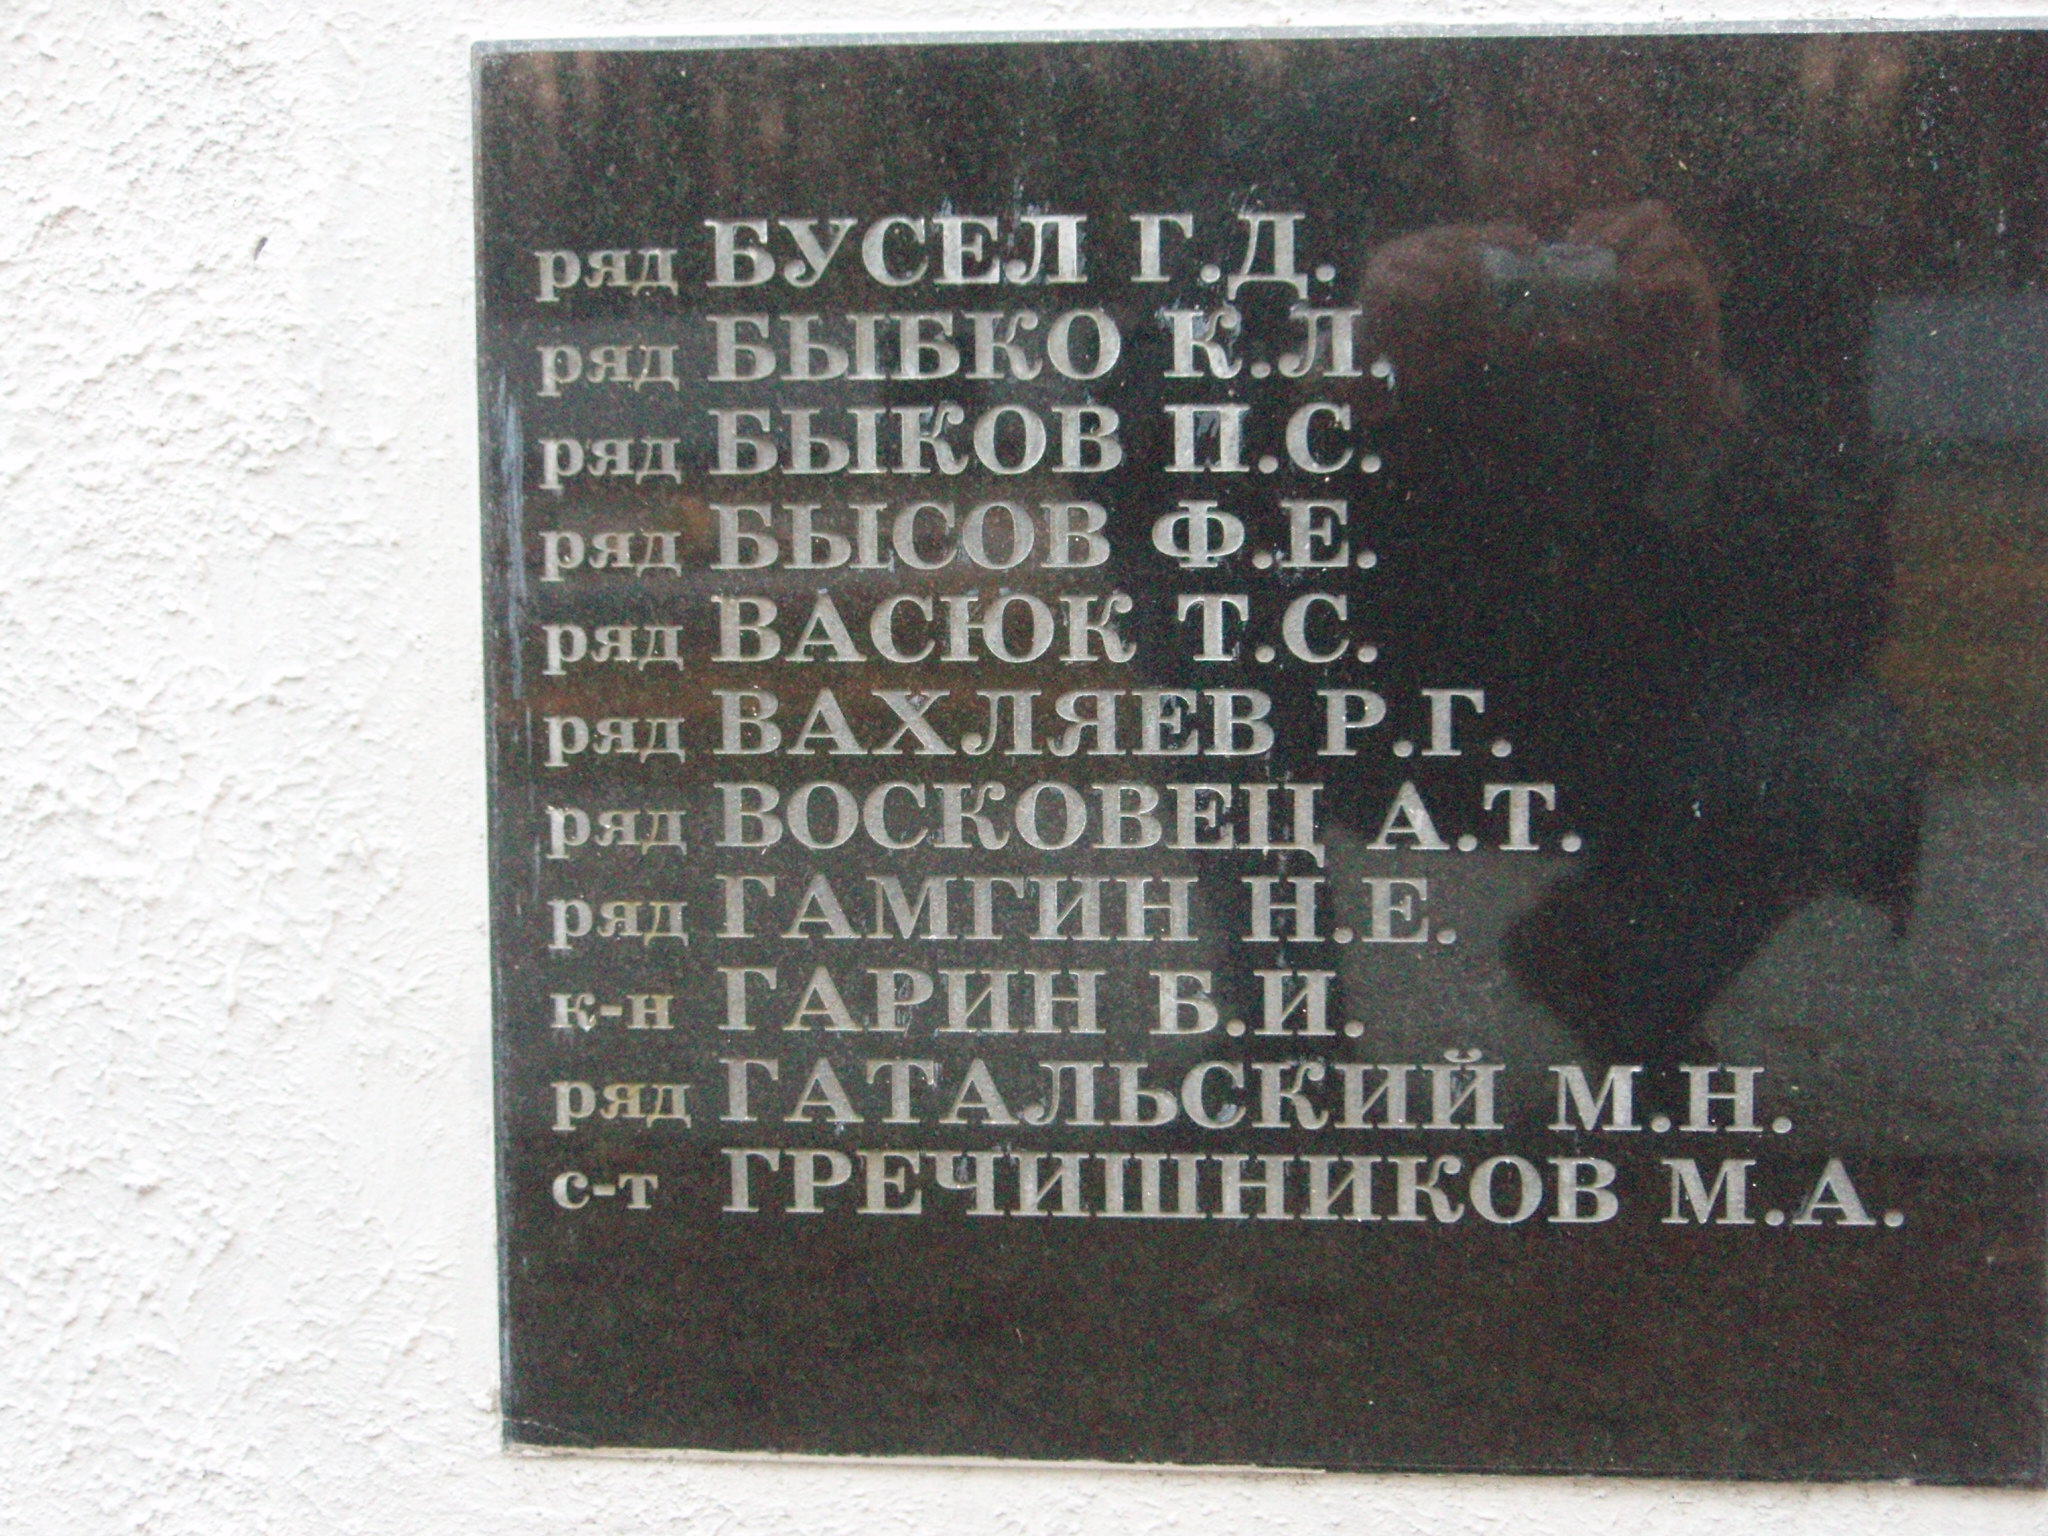 ряд БУСЕЛ Г.Д.
ряд БЫБКО К.Л.
ряд БЫКОВ П.С.
ряд БЫСОВ Ф.Е.
ряд ВАСЮК Т.С.
ряд ВАХЛЯЕВ Р.Г.
ряд ВОСКОВЕЦ А.Т.
ряд ГАМГИН Н.Е.
к-н ГАРИН Б.И.
ряд ГАТАЛЬСКИЙ М.Н.
с-т ГРЕЧИШНИКОВ М.А.